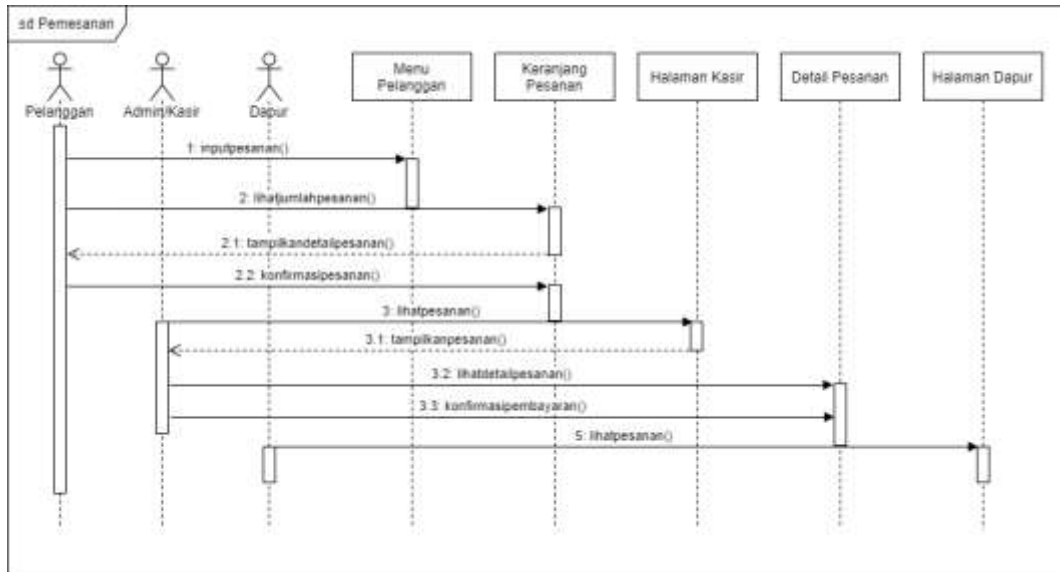 sd Pemesanan
Pelanggan
Admin/Kasir
Dapur
Menu
Pelanggan
Keranjang
Pesanan
Halaman Kasir
Detail Pesanan
Halaman Dapur
1: inputpesanan()
2: lihatjumlahpesanan()
2.1: tampilkandetailpesanan()
2.2: konfirmasipesanan()
3: lihatpesanan()
3.1: tampilkanpesanan()
3.2: lihatdetailpesanan()
3.3: konfirmasipembayaran()
5: lihatpesanan()